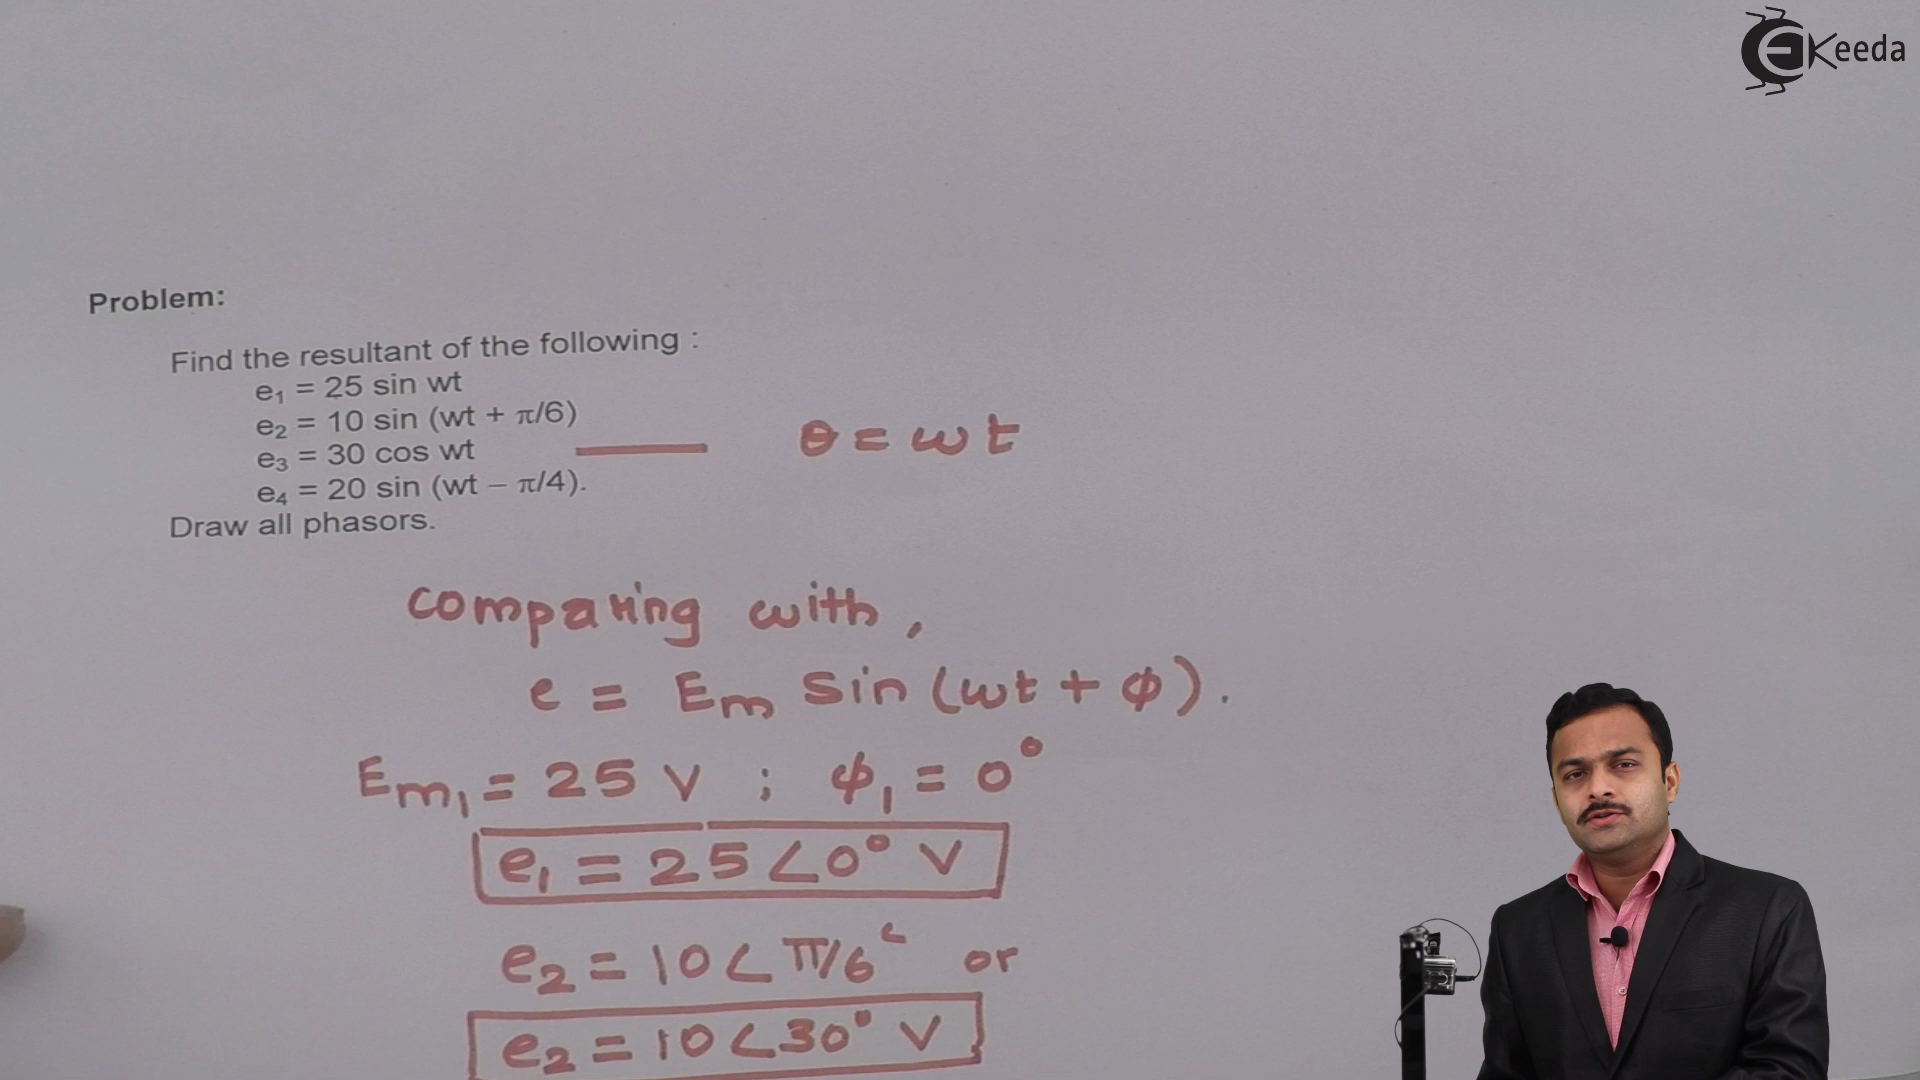 eKeeda
Problem:
Find the resultant of the following :
e₁ = 25 sin wt
e₂ = 10 sin (wt + π/6)
e₃ = 30 cos wt
e₄ = 20 sin (wt – π/4).
Draw all phasors.
θ = ωt
comparing with,
e = Em Sin (ωt + ϕ).
Em₁ = 25 V ; ϕ₁ = 0°
e₁ = 25 ∠0° V
e₂ = 10 ∠ π/6ᶜ or
e₂ = 10 ∠30° V